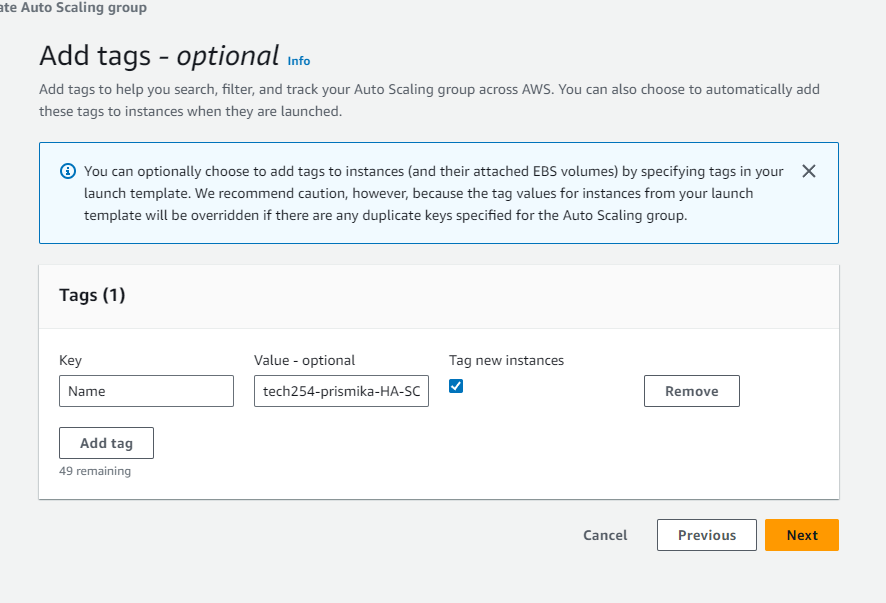 ate Auto Scaling group
Add tags - optional Info
Add tags to help you search, filter, and track your Auto Scaling group across AWS. You can also choose to automatically add
these tags to instances when they are launched.
You can optionally choose to add tags to instances (and their attached EBS volumes) by specifying tags in your
launch template. We recommend caution, however, because the tag values for instances from your launch
template will be overridden if there are any duplicate keys specified for the Auto Scaling group.
Tags (1)
Key Value - optional Tag new instances
Name tech254-prismika-HA-SC Remove
Add tag
49 remaining
Cancel Previous Next